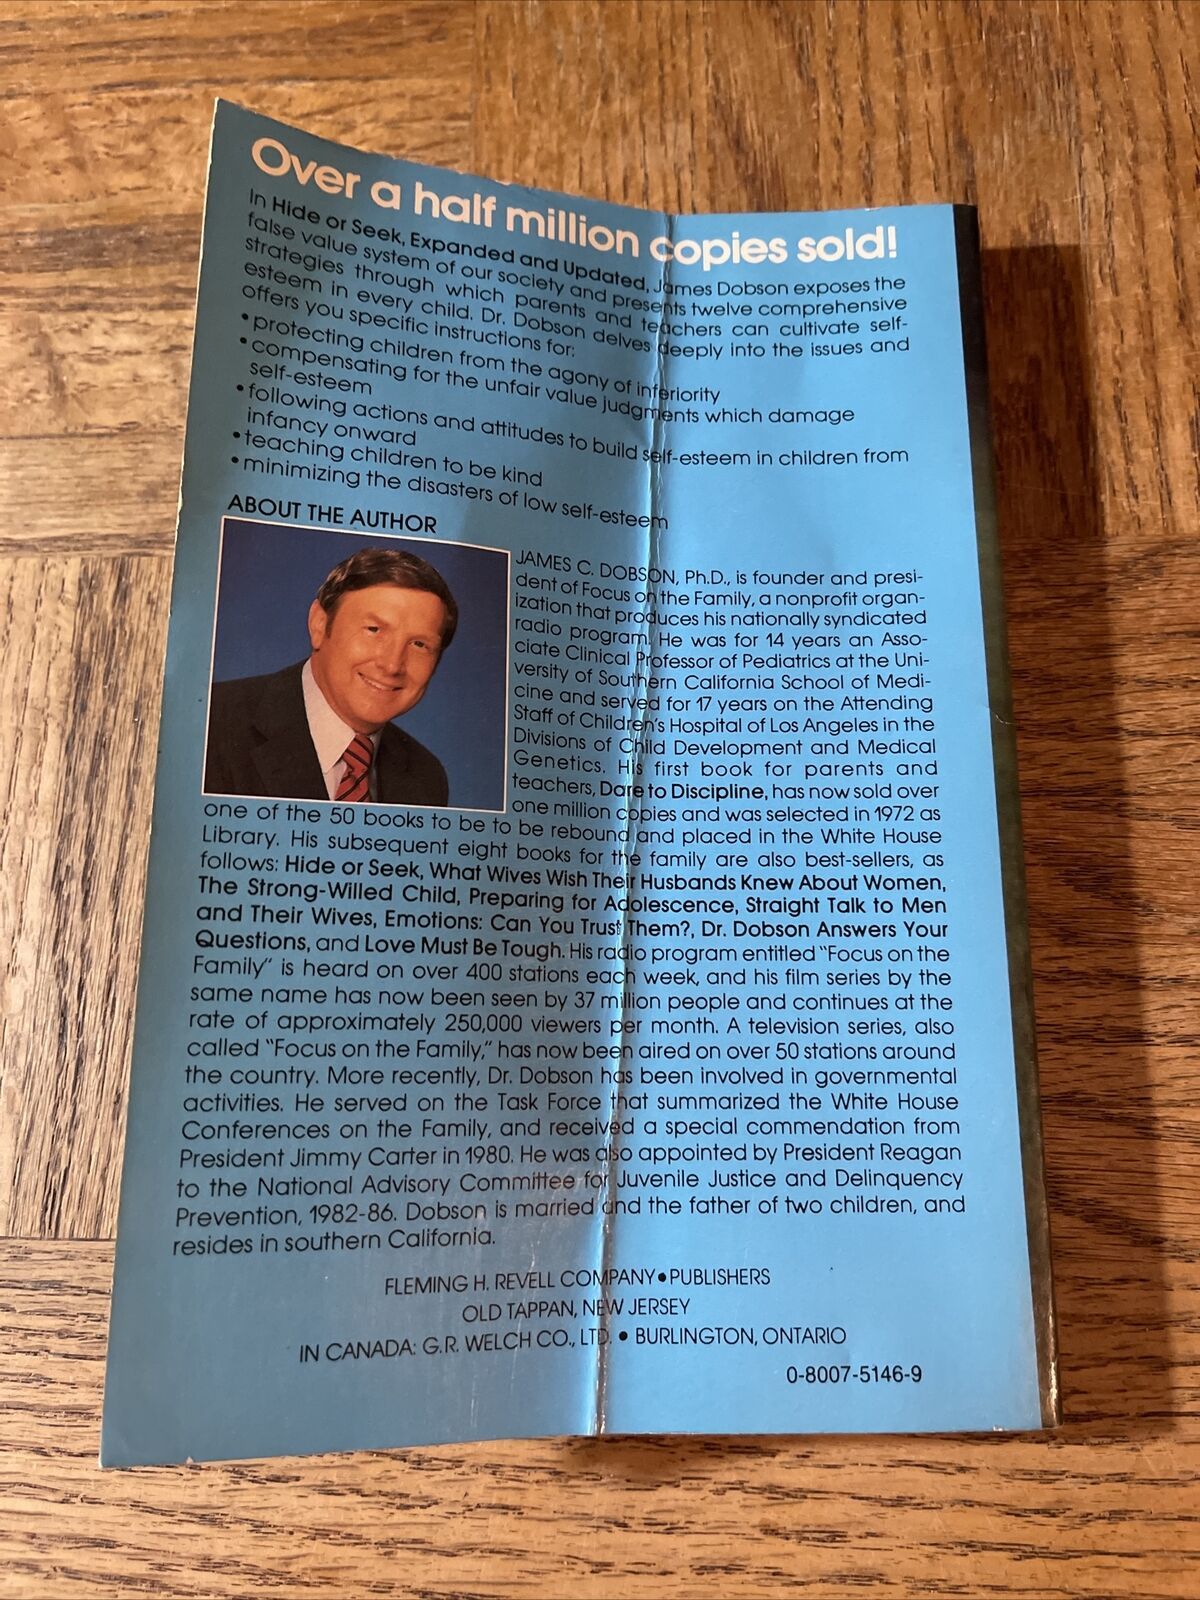 Over a half million copies sold!
In Hide or Seek, Expanded and Updated, James Dobson exposes the
false value system of our society and presents twelve comprehensive
strategies through which parents and teachers can cultivate self-
esteem in every child. Dr. Dobson delves deeply into the issues and
offers you specific instructions for:
• protecting children from the agony of inferiority
• compensating for the unfair value judgments which damage
self-esteem
• following actions and attitudes to build self-esteem in children from
infancy onward
• teaching children to be kind
• minimizing the disasters of low self-esteem
ABOUT THE AUTHOR
JAMES C. DOBSON, Ph.D., is founder and presi-
dent of Focus on the Family, a nonprofit organ-
ization that produces his nationally syndicated
radio program. He was for 14 years an Asso-
ciate Clinical Professor of Pediatrics at the Uni-
versity of Southern California School of Medi-
cine and served for 17 years on the Attending
Staff of Children's Hospital of Los Angeles in the
Divisions of Child Development and Medical
Genetics. His first book for parents and
teachers, Dare to Discipline, has now sold over
one million copies and was selected in 1972 as
one of the 50 books to be to be rebound and placed in the White House
Library. His subsequent eight books for the family are also best-sellers, as
follows: Hide or Seek, What Wives Wish Their Husbands Knew About Women,
The Strong-Willed Child, Preparing for Adolescence, Straight Talk to Men
and Their Wives, Emotions: Can You Trust Them?, Dr. Dobson Answers Your
Questions, and Love Must Be Tough. His radio program entitled "Focus on the
Family" is heard on over 400 stations each week, and his film series by the
same name has now been seen by 37 million people and continues at the
rate of approximately 250,000 viewers per month. A television series, also
called "Focus on the Family," has now been aired on over 50 stations around
the country. More recently, Dr. Dobson has been involved in governmental
activities. He served on the Task Force that summarized the White House
Conferences on the Family, and received a special commendation from
President Jimmy Carter in 1980. He was also appointed by President Reagan
to the National Advisory Committee for Juvenile Justice and Delinquency
Prevention, 1982-86. Dobson is married and the father of two children, and
resides in southern California.
FLEMING H. REVELL COMPANY • PUBLISHERS
OLD TAPPAN, NEW JERSEY
IN CANADA: G.R. WELCH CO., LTD. • BURLINGTON, ONTARIO
0-8007-5146-9